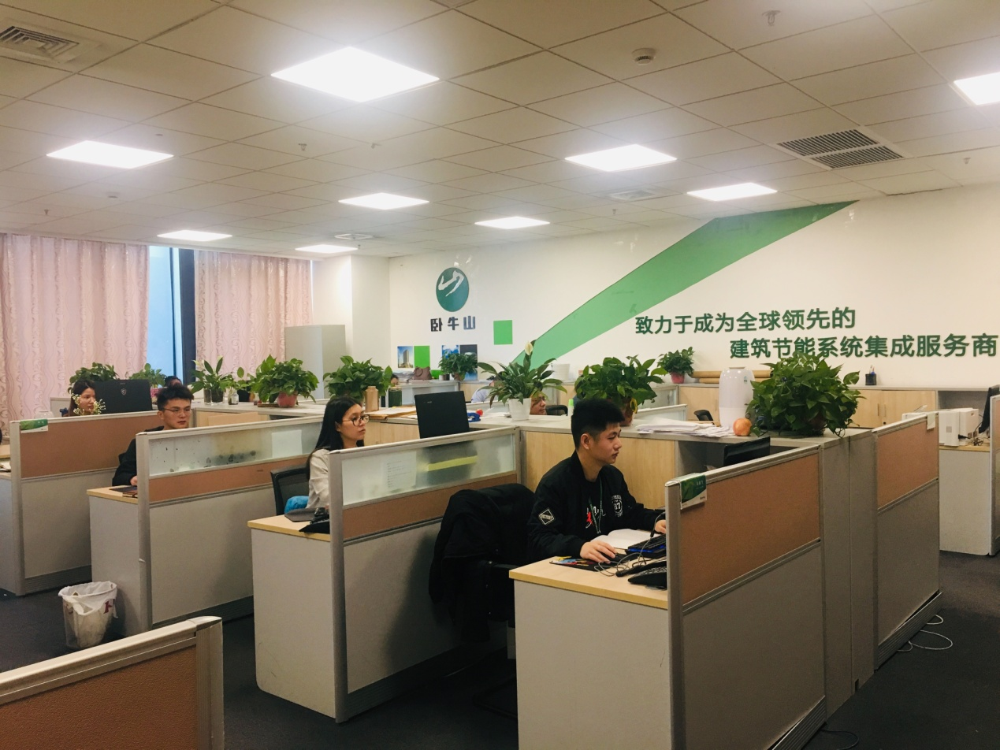 卧牛山
致力于成为全球领先的
建筑节能系统集成服务商